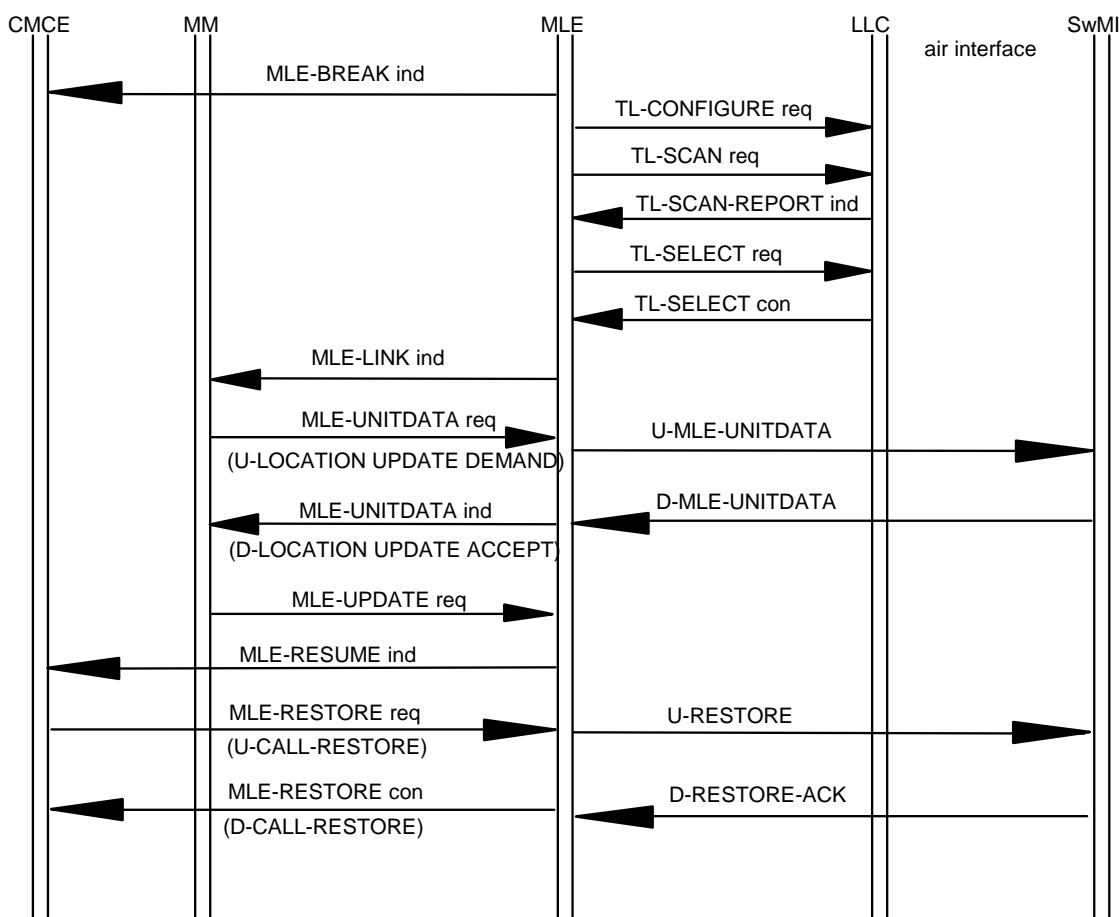 CMCE
MM
MLE
LLC
SwMI
air interface
MLE-BREAK ind
TL-CONFIGURE req
TL-SCAN req
TL-SCAN-REPORT ind
TL-SELECT req
TL-SELECT con
MLE-LINK ind
MLE-UNITDATA req
(U-LOCATION UPDATE DEMAND)
U-MLE-UNITDATA
MLE-UNITDATA ind
(D-LOCATION UPDATE ACCEPT)
D-MLE-UNITDATA
MLE-UPDATE req
MLE-RESUME ind
MLE-RESTORE req
(U-CALL-RESTORE)
U-RESTORE
MLE-RESTORE con
(D-CALL-RESTORE)
D-RESTORE-ACK